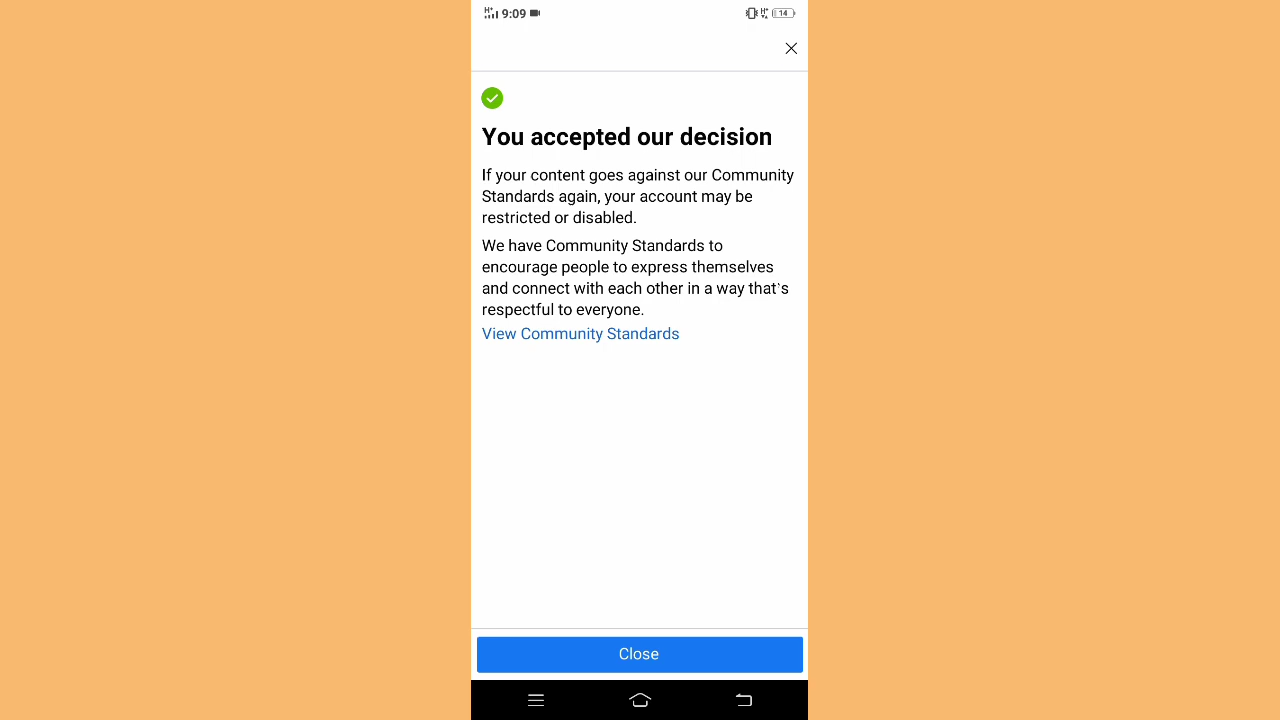 H+ 9:09 14
You accepted our decision
If your content goes against our Community
Standards again, your account may be
restricted or disabled.
We have Community Standards to
encourage people to express themselves
and connect with each other in a way that's
respectful to everyone.
View Community Standards
Close